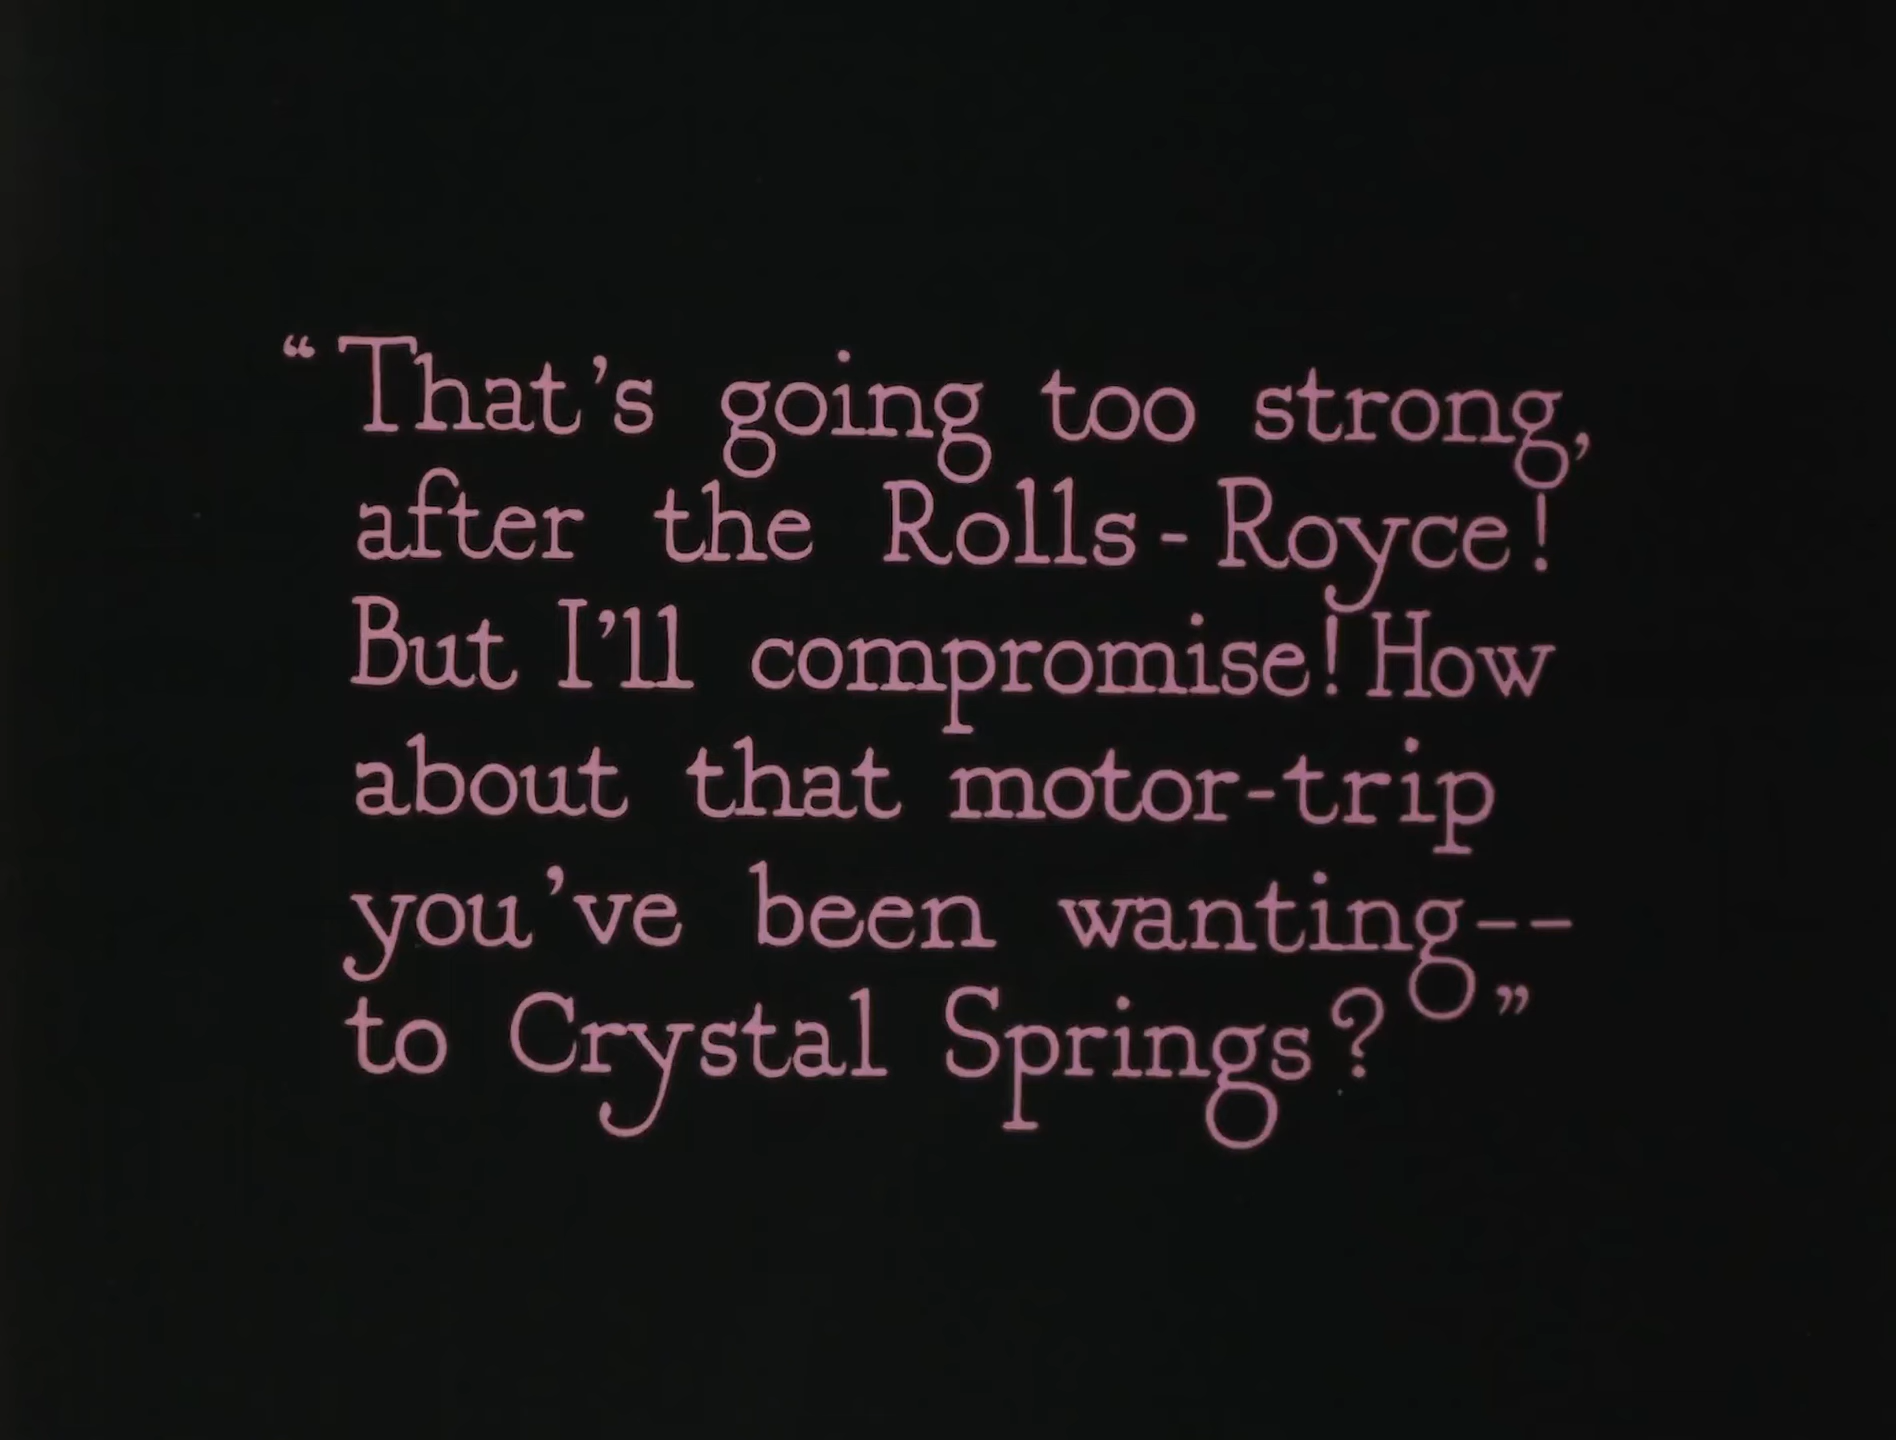 “That’s going too strong,
after the Rolls-Royce!
But I’ll compromise! How
about that motor-trip
you’ve been wanting--
to Crystal Springs?”